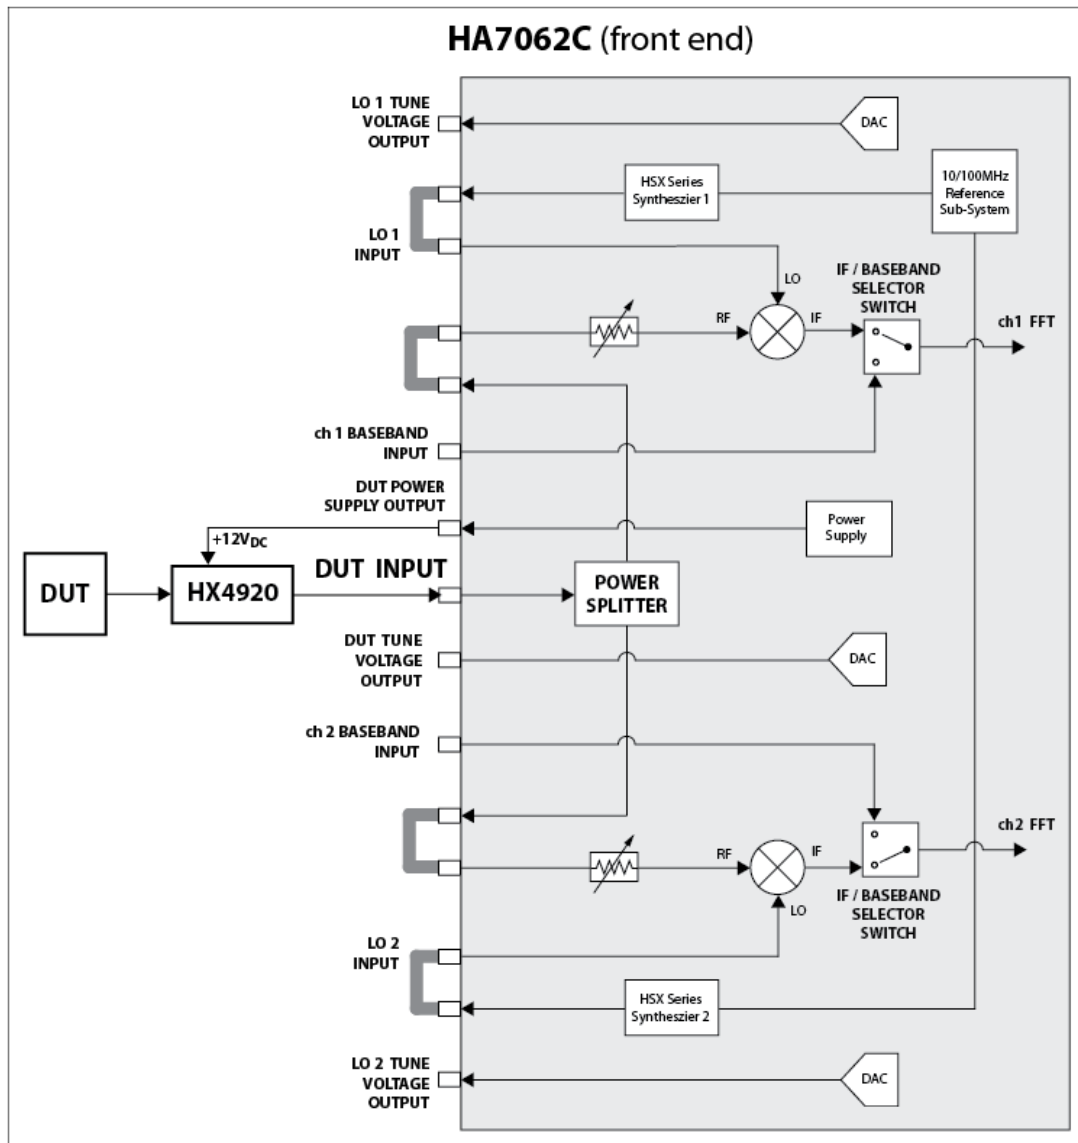 HA7062C (front end)
LO 1 TUNE
VOLTAGE
OUTPUT
DAC
HSX Series
Syntheszier 1
10/100MHz
Reference
Sub-System
LO 1
INPUT
LO
IF / BASEBAND
SELECTOR
SWITCH
RF
IF
ch1 FFT
ch 1 BASEBAND
INPUT
DUT POWER
SUPPLY OUTPUT
+12VDC
Power
Supply
DUT
HX4920
DUT INPUT
POWER
SPLITTER
DUT TUNE
VOLTAGE
OUTPUT
DAC
ch 2 BASEBAND
INPUT
RF
IF
ch2 FFT
LO
IF / BASEBAND
SELECTOR
SWITCH
LO 2
INPUT
HSX Series
Syntheszier 2
LO 2 TUNE
VOLTAGE
OUTPUT
DAC